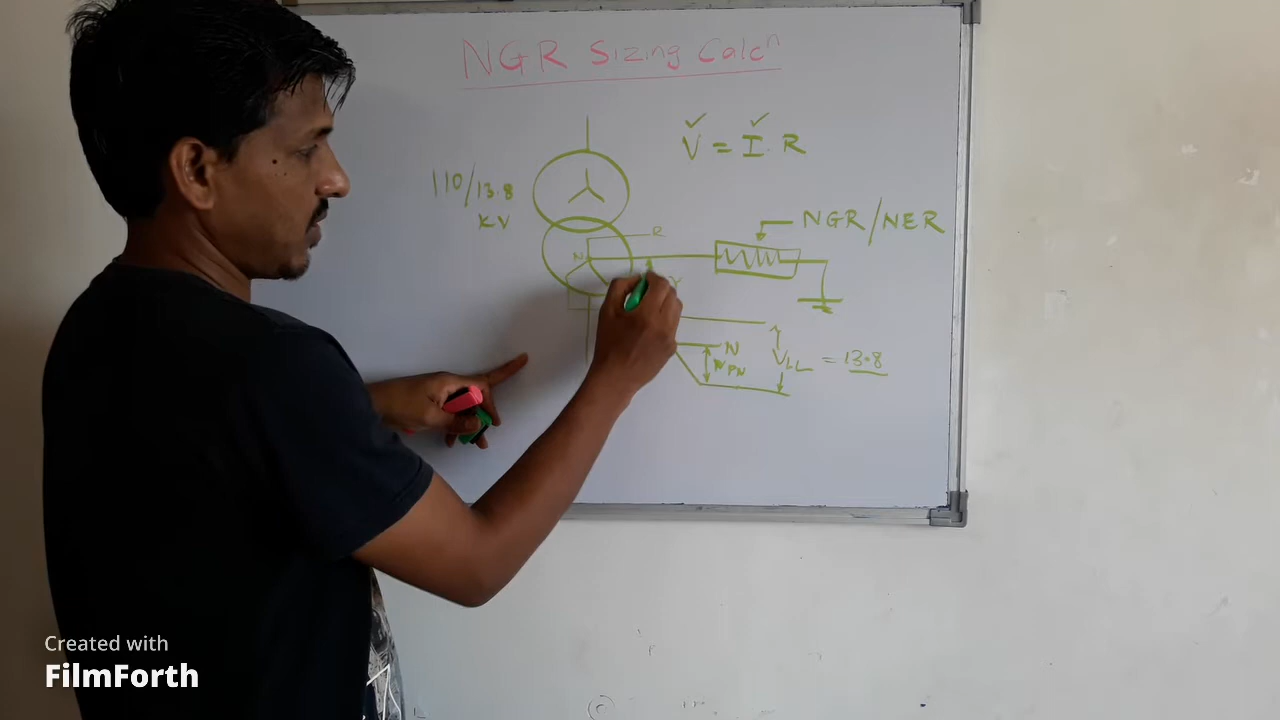 NGR Sizing Calcⁿ
V = I. R
110/13.8
KV
NGR/NER
R
N
N
VPN
VLL = 13.8
Created with
FilmForth